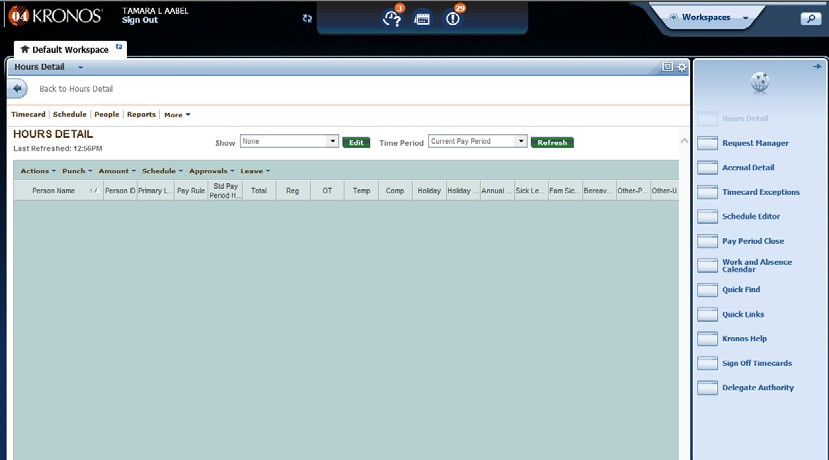 04 KRONOS
TAMARA L AABEL
Sign Out
3
29
Workspaces
Default Workspace
Hours Detail
Back to Hours Detail
Timecard | Schedule | People | Reports | More
HOURS DETAIL
Last Refreshed: 12:56PM
Show None Edit Time Period Current Pay Period Refresh
Actions Punch Amount Schedule Approvals Leave
Person Name 1 Person ID Primary L... Pay Rule Std Pay Period H... Total Reg OT Temp Comp Holiday Holiday ... Annual ... Sick Le... Fam Sic... Bereav... Other-P... Other-U...
Hours Detail
Request Manager
Accrual Detail
Timecard Exceptions
Schedule Editor
Pay Period Close
Work and Absence
Calendar
Quick Find
Quick Links
Kronos Help
Sign Off Timecards
Delegate Authority